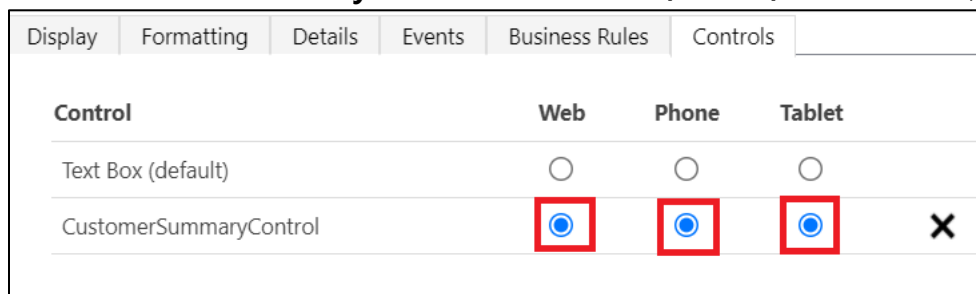 Display Formatting Details Events Business Rules Controls
Control Web Phone Tablet
Text Box (default)
CustomerSummaryControl